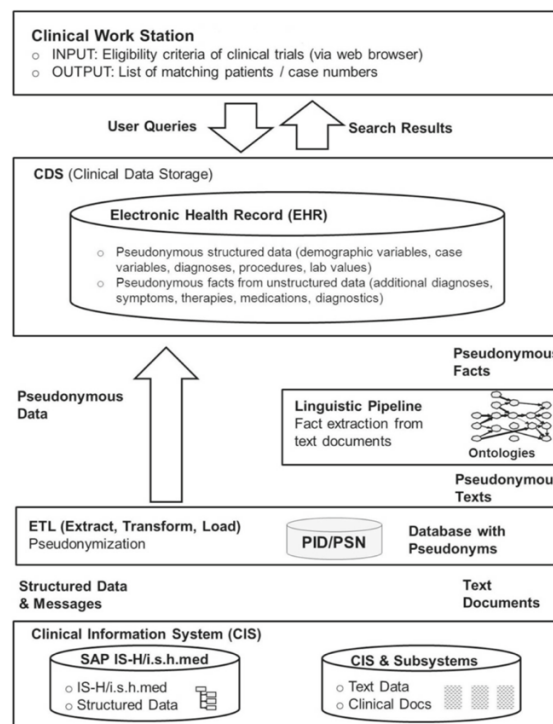 Clinical Work Station
○ INPUT: Eligibility criteria of clinical trials (via web browser)
○ OUTPUT: List of matching patients / case numbers
User Queries
Search Results
CDS (Clinical Data Storage)
Electronic Health Record (EHR)
○ Pseudonymous structured data (demographic variables, case
variables, diagnoses, procedures, lab values)
○ Pseudonymous facts from unstructured data (additional diagnoses,
symptoms, therapies, medications, diagnostics)
Pseudonymous
Data
Pseudonymous
Facts
Linguistic Pipeline
Fact extraction from
text documents
Ontologies
Pseudonymous
Texts
ETL (Extract, Transform, Load)
Pseudonymization
PID/PSN
Database with
Pseudonyms
Structured Data
& Messages
Text
Documents
Clinical Information System (CIS)
SAP IS-H/i.s.h.med
○ IS-H/i.s.h.med
○ Structured Data
CIS & Subsystems
○ Text Data
○ Clinical Docs